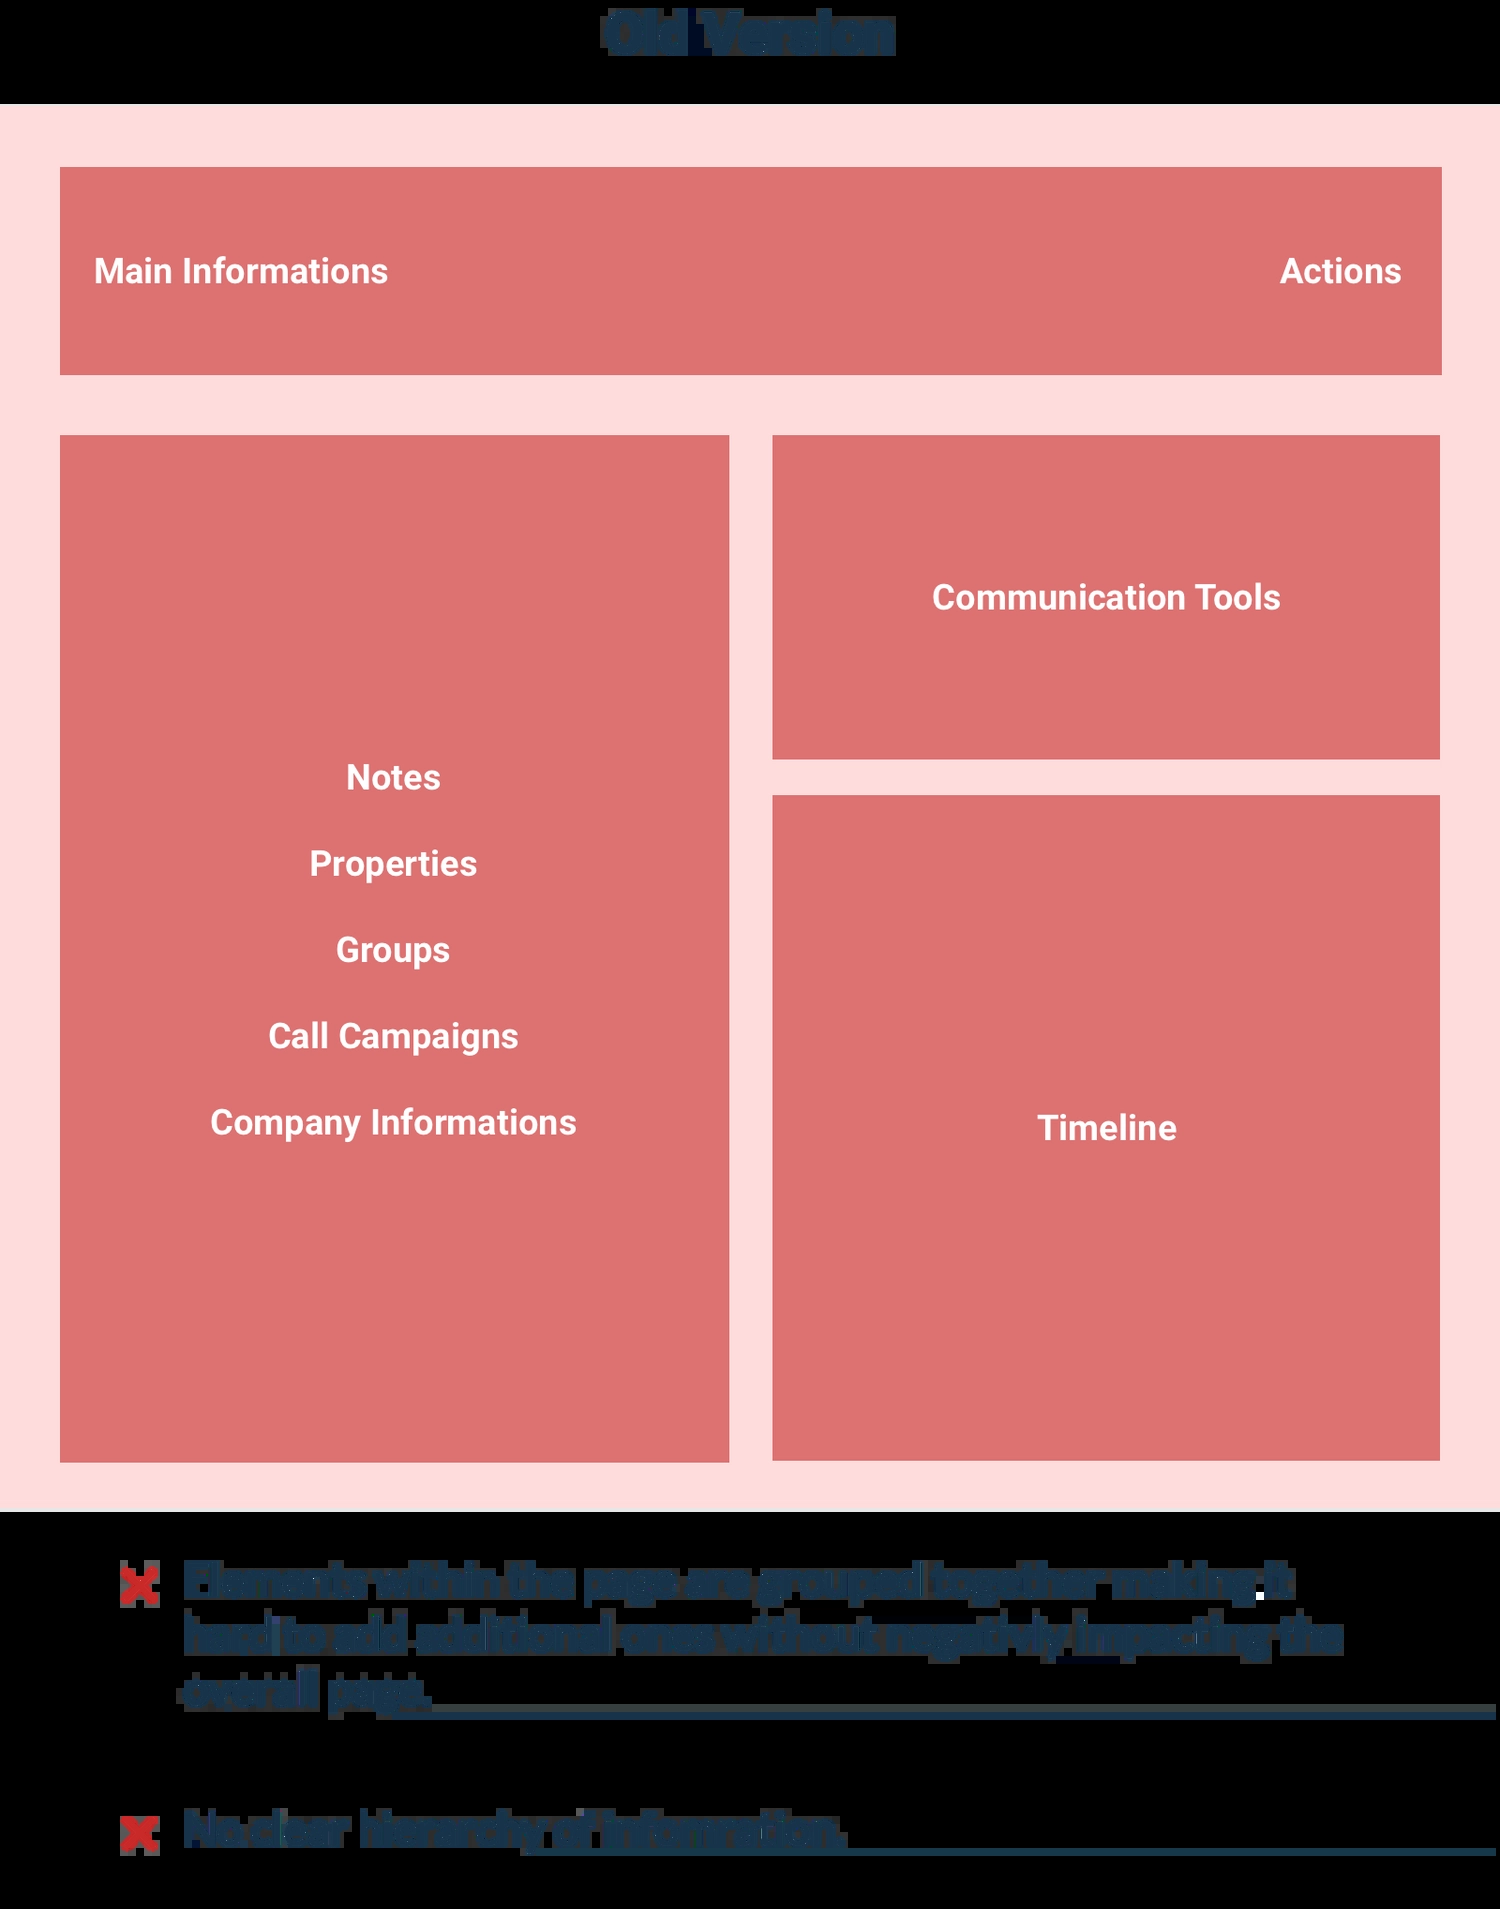 Old Version
Main Informations
Actions
Communication Tools
Notes
Properties
Groups
Call Campaigns
Company Informations
Timeline
Elements within the page are grouped together making it
hard to add additional ones without negativly impacting the
overall page.
No clear hierarchy of infomration.